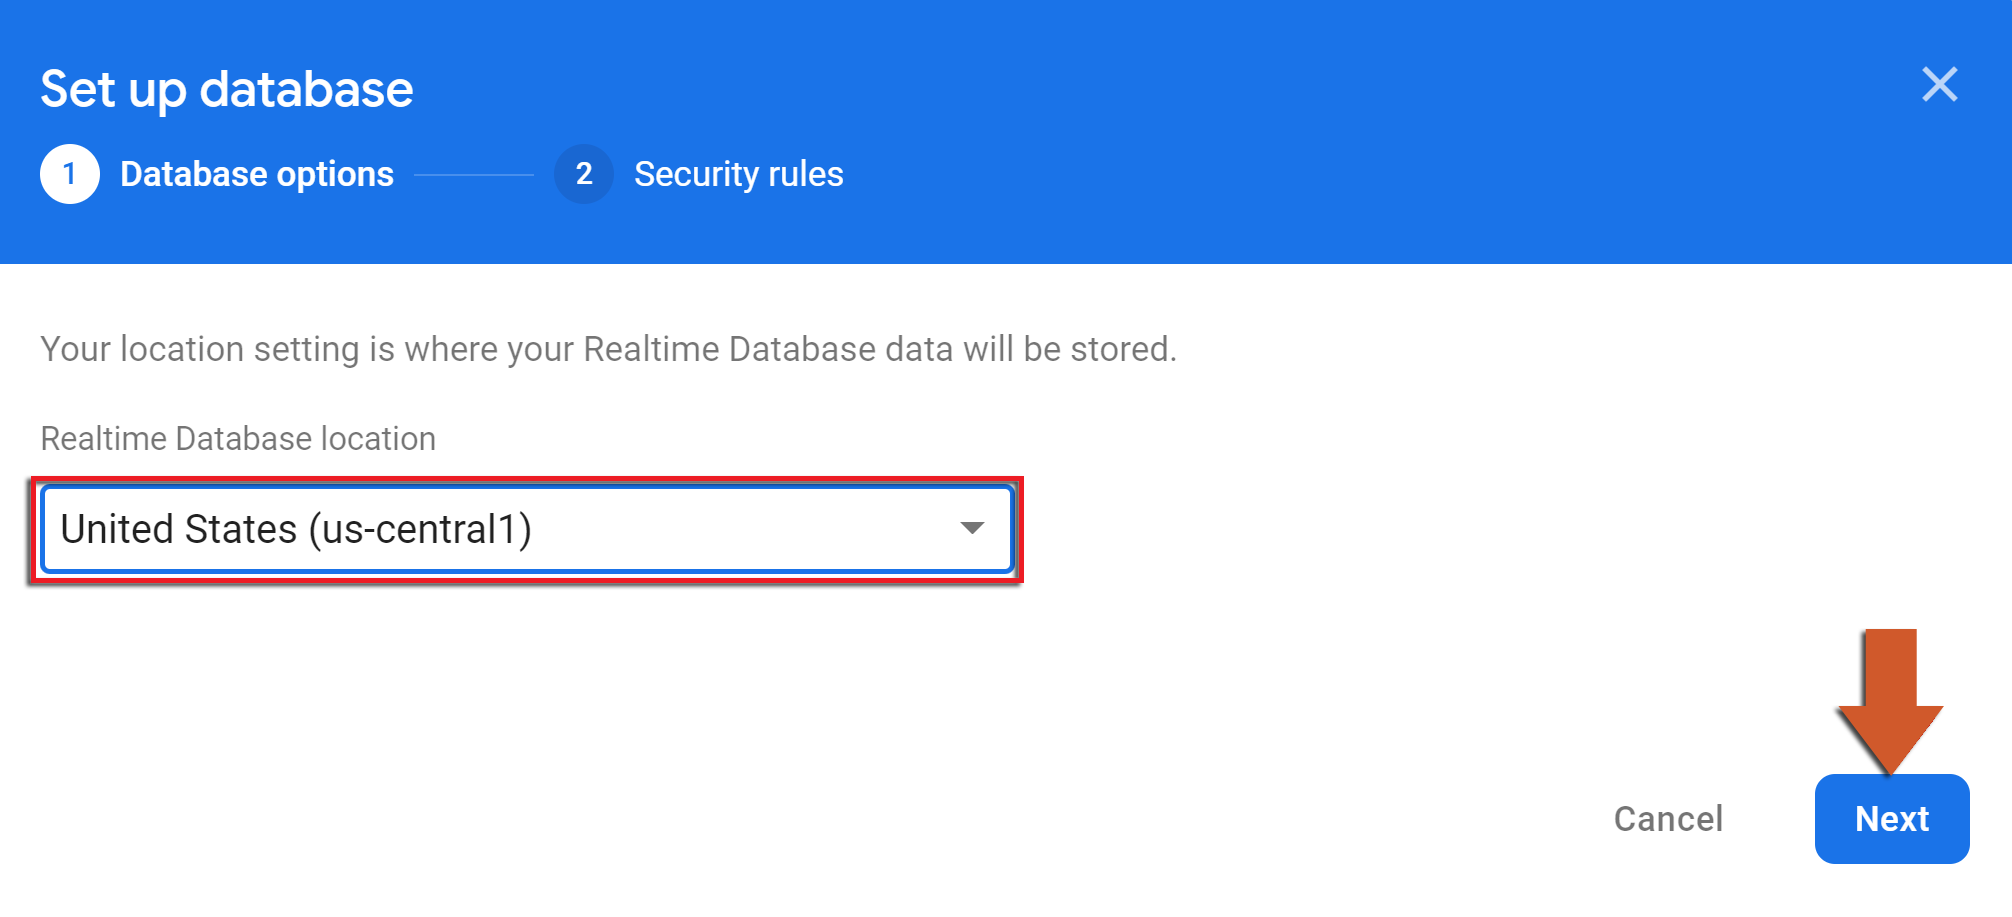 Set up database
1 Database options 2 Security rules
Your location setting is where your Realtime Database data will be stored.
Realtime Database location
United States (us-central1)
Cancel Next